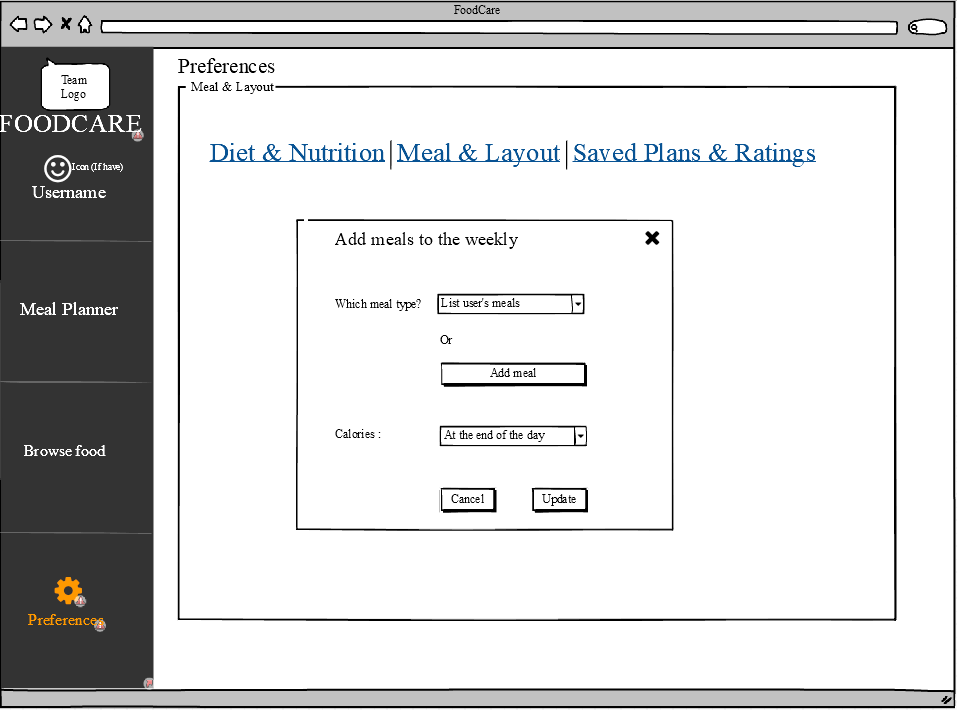 FoodCare
Team
Logo
FOODCARE
Icon (If have)
Username
Meal Planner
Browse food
Preferences
Preferences
Meal & Layout
Diet & Nutrition
Meal & Layout
Saved Plans & Ratings
Add meals to the weekly
Which meal type?
List user's meals
Or
Add meal
Calories :
At the end of the day
Cancel
Update